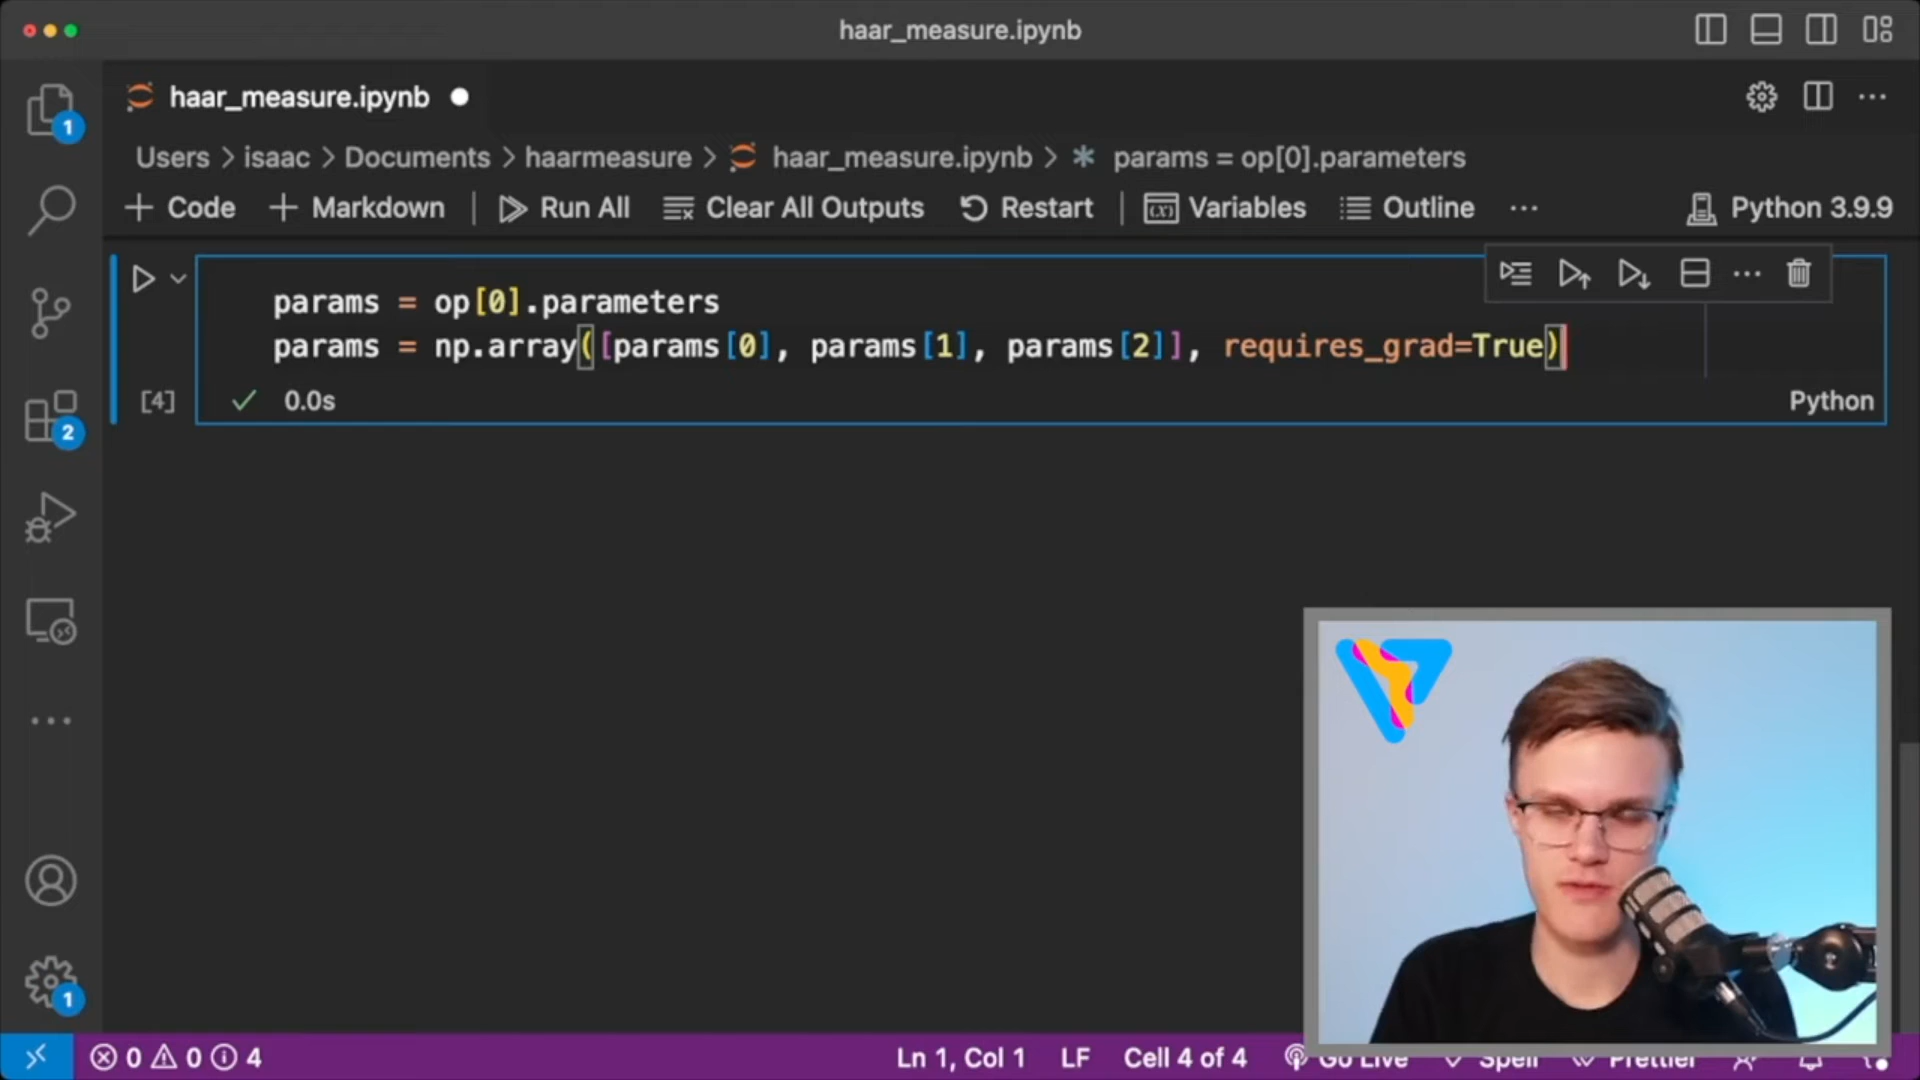 haar_measure.ipynb
haar_measure.ipynb
1
Users > isaac > Documents > haarmeasure > haar_measure.ipynb > params = op[0].parameters
+ Code + Markdown | Run All Clear All Outputs Restart | Variables Outline ... Python 3.9.9
params = op[0].parameters
params = np.array([params[0], params[1], params[2]], requires_grad=True)
[4] ✓ 0.0s Python
2
1
0 0 4 Ln 1, Col 1 LF Cell 4 of 4 Go Live Spell Prettier